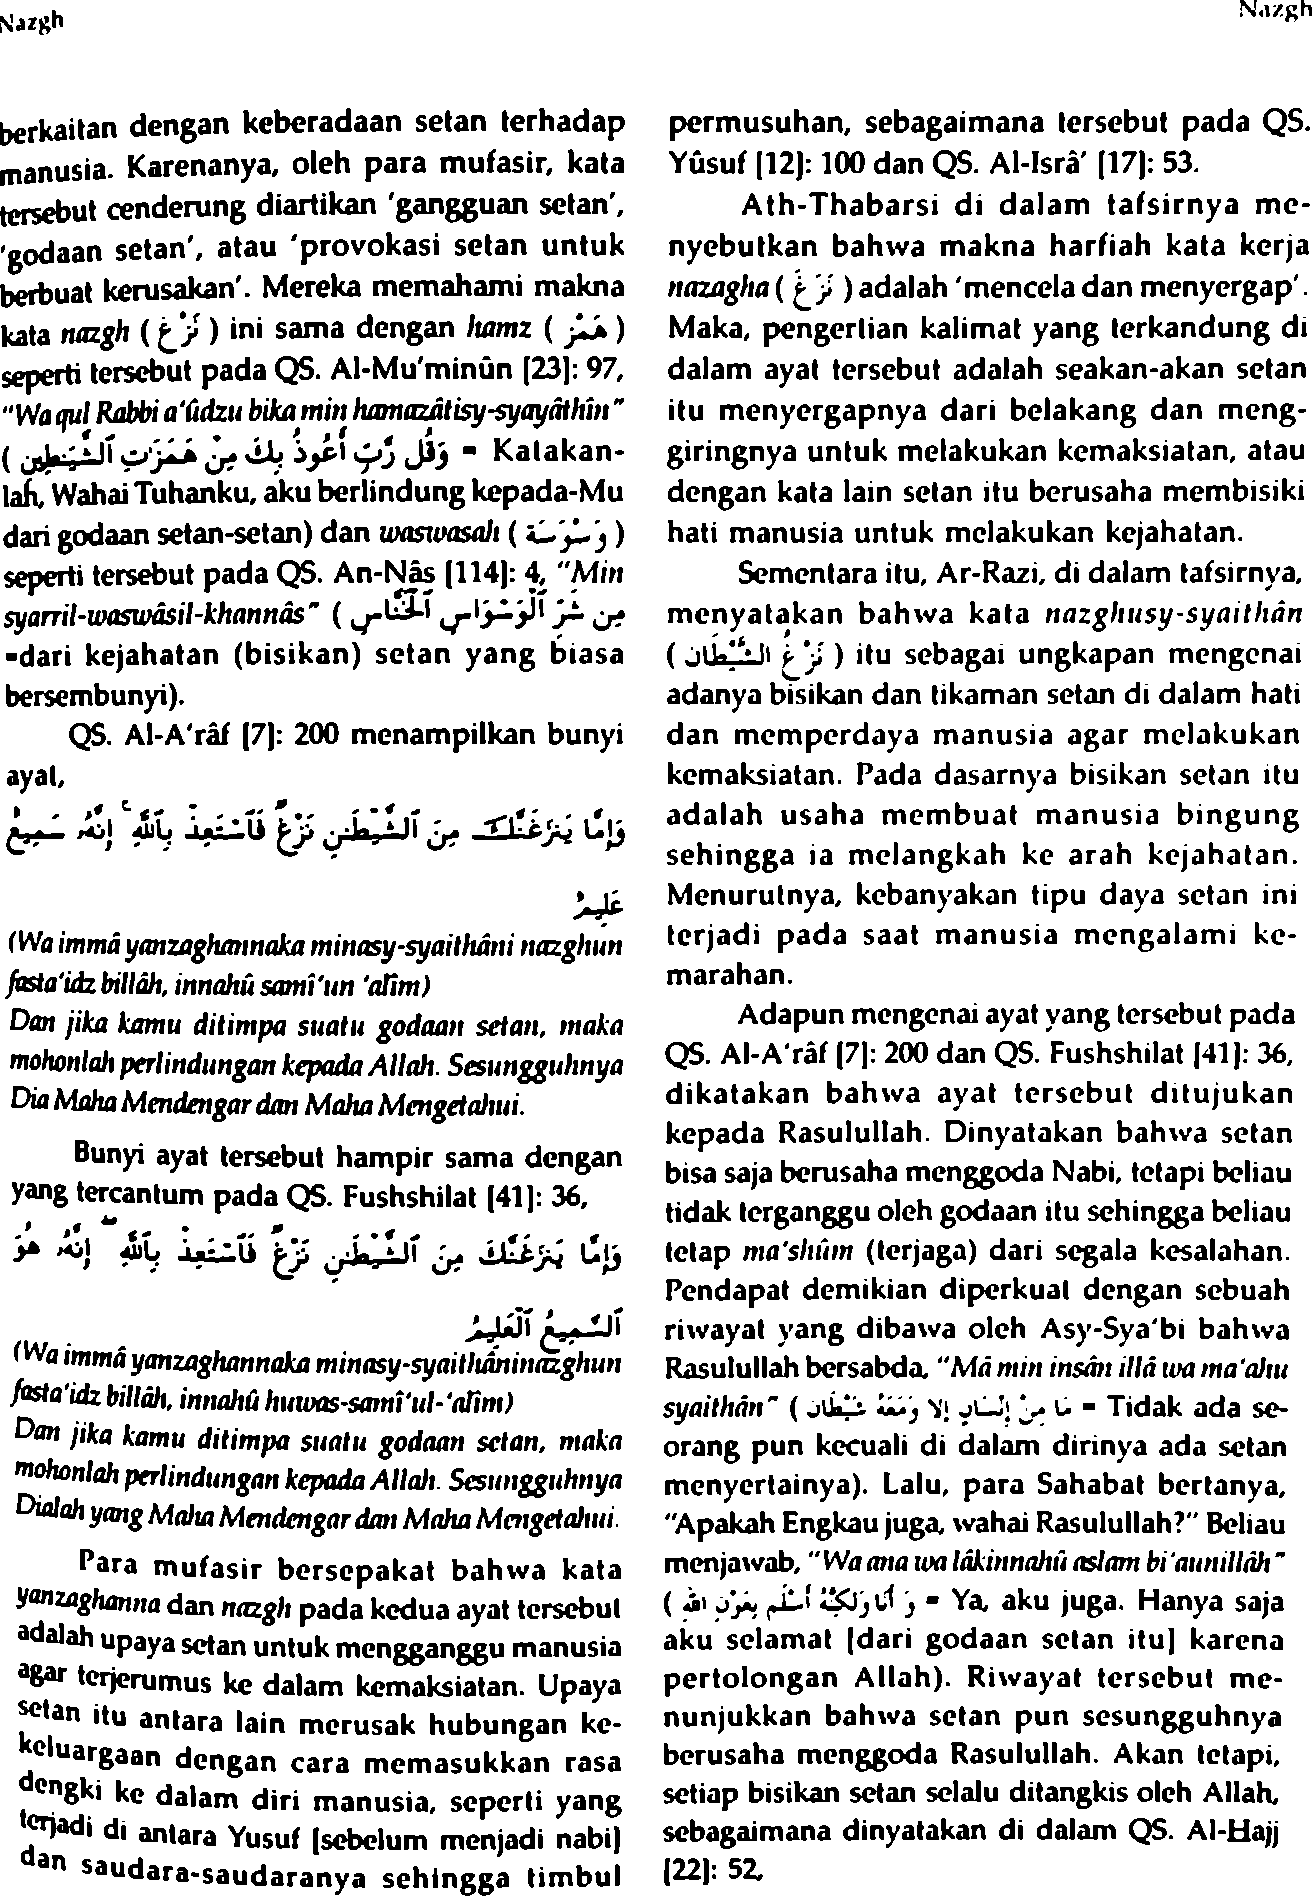 Nazgh
Nazgh
berkaitan dengan keberadaan setan terhadap
manusia. Karenanya, oleh para mufasir, kata
tersebut cenderung diartikan 'gangguan setan',
'godaan setan', atau 'provokasi setan untuk
berbuat kerusakan'. Mereka memahami makna
kata nazgh ( نَزْغ ) ini sama dengan hamz ( هَمْز )
seperti tersebut pada QS. Al-Mu'minûn [23]: 97,
"Wa qul Rabbi a'ûdzu bika min hamazâtisy-syayâthîn"
( وَقُل رَّبِّ أَعُوذُ بِكَ مِنْ هَمَزَٰتِ ٱلشَّيَٰطِينِ = Katakan-
lah, Wahai Tuhanku, aku berlindung kepada-Mu
dari godaan setan-setan) dan waswasah ( وَسْوَسَة )
seperti tersebut pada QS. An-Nâs [114]: 4, "Min
syarril-waswâsil-khannâs" ( مِن شَرِّ ٱلْوَسْوَاسِ ٱلْخَنَّاسِ
=dari kejahatan (bisikan) setan yang biasa
bersembunyi).
QS. Al-A'râf [7]: 200 menampilkan bunyi
ayat,
وَإِمَّا يَنزَغَنَّكَ مِنَ ٱلشَّيْطَٰنِ نَزْغٌ فَٱسْتَعِذْ بِٱللَّهِ ۚ إِنَّهُۥ سَمِيعٌ
عَلِيمٌ
(Wa immâ yanzaghannaka minasy-syaithâni nazghun
fasta'idz billâh, innahû samî'un 'alîm)
Dan jika kamu ditimpa suatu godaan setan, maka
mohonlah perlindungan kepada Allah. Sesungguhnya
Dia Maha Mendengar dan Maha Mengetahui.
Bunyi ayat tersebut hampir sama dengan
yang tercantum pada QS. Fushshilat [41]: 36,
وَإِمَّا يَنزَغَنَّكَ مِنَ ٱلشَّيْطَٰنِ نَزْغٌ فَٱسْتَعِذْ بِٱللَّهِ ۖ إِنَّهُۥ هُوَ
ٱلسَّمِيعُ ٱلْعَلِيمُ
(Wa immâ yanzaghannaka minasy-syaithâninazghun
fasta'idz billâh, innahû huwas-samî'ul-'alîm)
Dan jika kamu ditimpa suatu godaan setan, maka
mohonlah perlindungan kepada Allah. Sesungguhnya
Dialah yang Maha Mendengar dan Maha Mengetahui.
Para mufasir bersepakat bahwa kata
yanzaghanna dan nazgh pada kedua ayat tersebut
adalah upaya setan untuk mengganggu manusia
agar terjerumus ke dalam kemaksiatan. Upaya
setan itu antara lain merusak hubungan ke-
keluargaan dengan cara memasukkan rasa
dengki ke dalam diri manusia, seperti yang
terjadi di antara Yusuf [sebelum menjadi nabi]
dan saudara-saudaranya sehingga timbul
permusuhan, sebagaimana tersebut pada QS.
Yûsuf [12]: 100 dan QS. Al-Isrâ' [17]: 53.
Ath-Thabarsi di dalam tafsirnya me-
nyebutkan bahwa makna harfiah kata kerja
nazagha ( نَزَغَ ) adalah 'mencela dan menyergap'.
Maka, pengertian kalimat yang terkandung di
dalam ayat tersebut adalah seakan-akan setan
itu menyergapnya dari belakang dan meng-
giringnya untuk melakukan kemaksiatan, atau
dengan kata lain setan itu berusaha membisiki
hati manusia untuk melakukan kejahatan.
Sementara itu, Ar-Razi, di dalam tafsirnya,
menyatakan bahwa kata nazghusy-syaithân
( نَزْغُ الشَّيْطَان ) itu sebagai ungkapan mengenai
adanya bisikan dan tikaman setan di dalam hati
dan memperdaya manusia agar melakukan
kemaksiatan. Pada dasarnya bisikan setan itu
adalah usaha membuat manusia bingung
sehingga ia melangkah ke arah kejahatan.
Menurutnya, kebanyakan tipu daya setan ini
terjadi pada saat manusia mengalami ke-
marahan.
Adapun mengenai ayat yang tersebut pada
QS. Al-A'râf [7]: 200 dan QS. Fushshilat [41]: 36,
dikatakan bahwa ayat tersebut ditujukan
kepada Rasulullah. Dinyatakan bahwa setan
bisa saja berusaha menggoda Nabi, tetapi beliau
tidak terganggu oleh godaan itu sehingga beliau
tetap ma'shûm (terjaga) dari segala kesalahan.
Pendapat demikian diperkuat dengan sebuah
riwayat yang dibawa oleh Asy-Sya'bi bahwa
Rasulullah bersabda, "Mâ min insân illâ wa ma'ahu
syaithân" ( مَا مِنْ إِنْسَانٍ إِلَّا وَمَعَهُ شَيْطَانٌ = Tidak ada se-
orang pun kecuali di dalam dirinya ada setan
menyertainya). Lalu, para Sahabat bertanya,
"Apakah Engkau juga, wahai Rasulullah?" Beliau
menjawab, "Wa ana wa lâkinnahû aslam bi'aunillâh"
( وَ أَنَا وَلَكِنَّهُ أَسْلَم بِعَوْنِ اللهِ = Ya, aku juga. Hanya saja
aku selamat [dari godaan setan itu] karena
pertolongan Allah). Riwayat tersebut me-
nunjukkan bahwa setan pun sesungguhnya
berusaha menggoda Rasulullah. Akan tetapi,
setiap bisikan setan selalu ditangkis oleh Allah,
sebagaimana dinyatakan di dalam QS. Al-Hajj
[22]: 52,